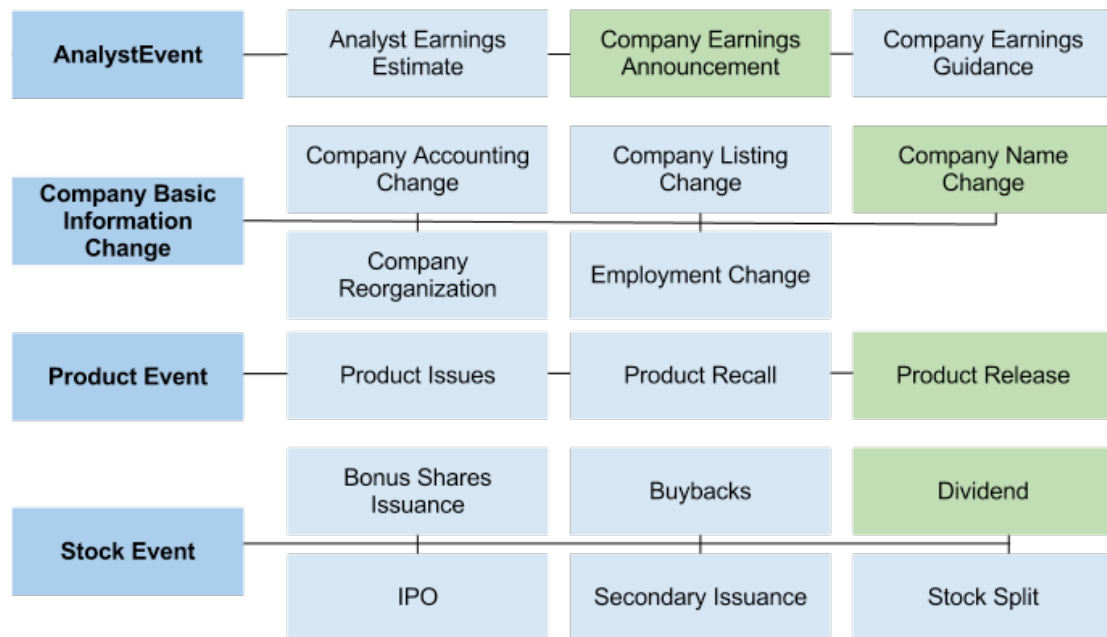 AnalystEvent
Analyst Earnings
Estimate
Company Earnings
Announcement
Company Earnings
Guidance
Company Basic
Information
Change
Company Accounting
Change
Company Listing
Change
Company Name
Change
Company
Reorganization
Employment Change
Product Event
Product Issues
Product Recall
Product Release
Stock Event
Bonus Shares
Issuance
Buybacks
Dividend
IPO
Secondary Issuance
Stock Split